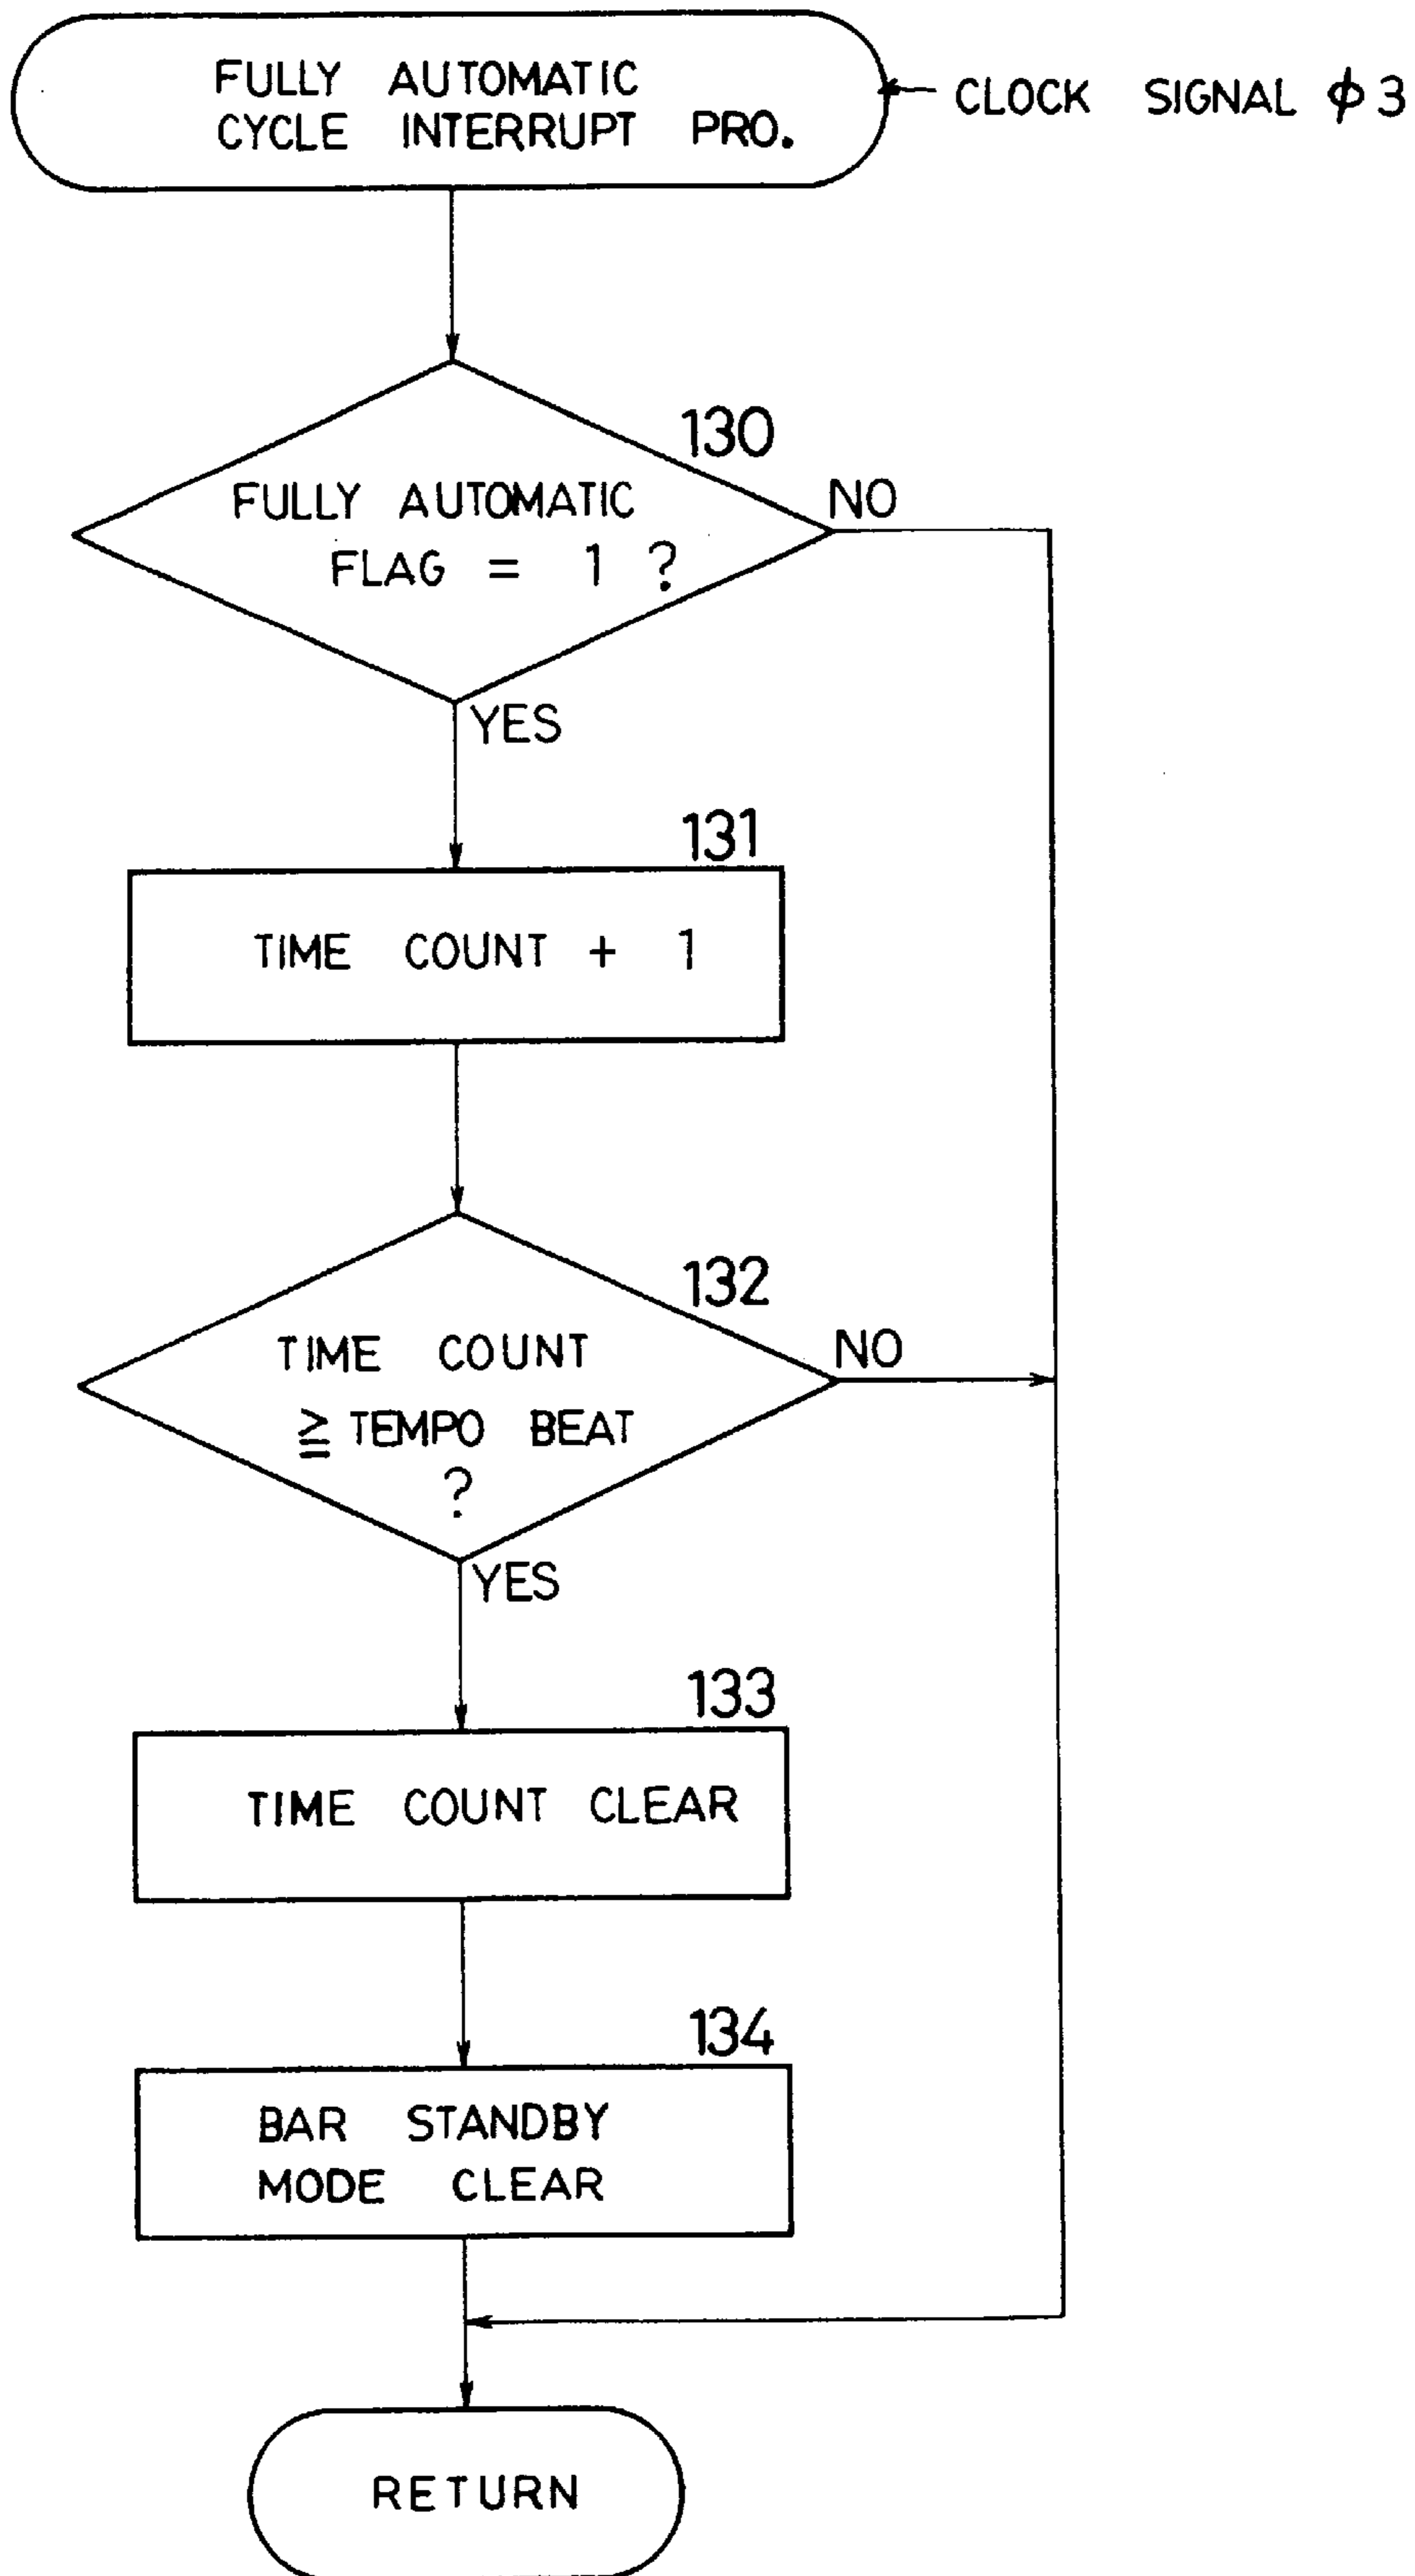 FULLY AUTOMATIC
CYCLE INTERRUPT PRO.
CLOCK SIGNAL ϕ3
130
FULLY AUTOMATIC
FLAG = 1 ?
NO
YES
131
TIME COUNT + 1
132
TIME COUNT
≧ TEMPO BEAT
?
NO
YES
133
TIME COUNT CLEAR
134
BAR STANDBY
MODE CLEAR
RETURN